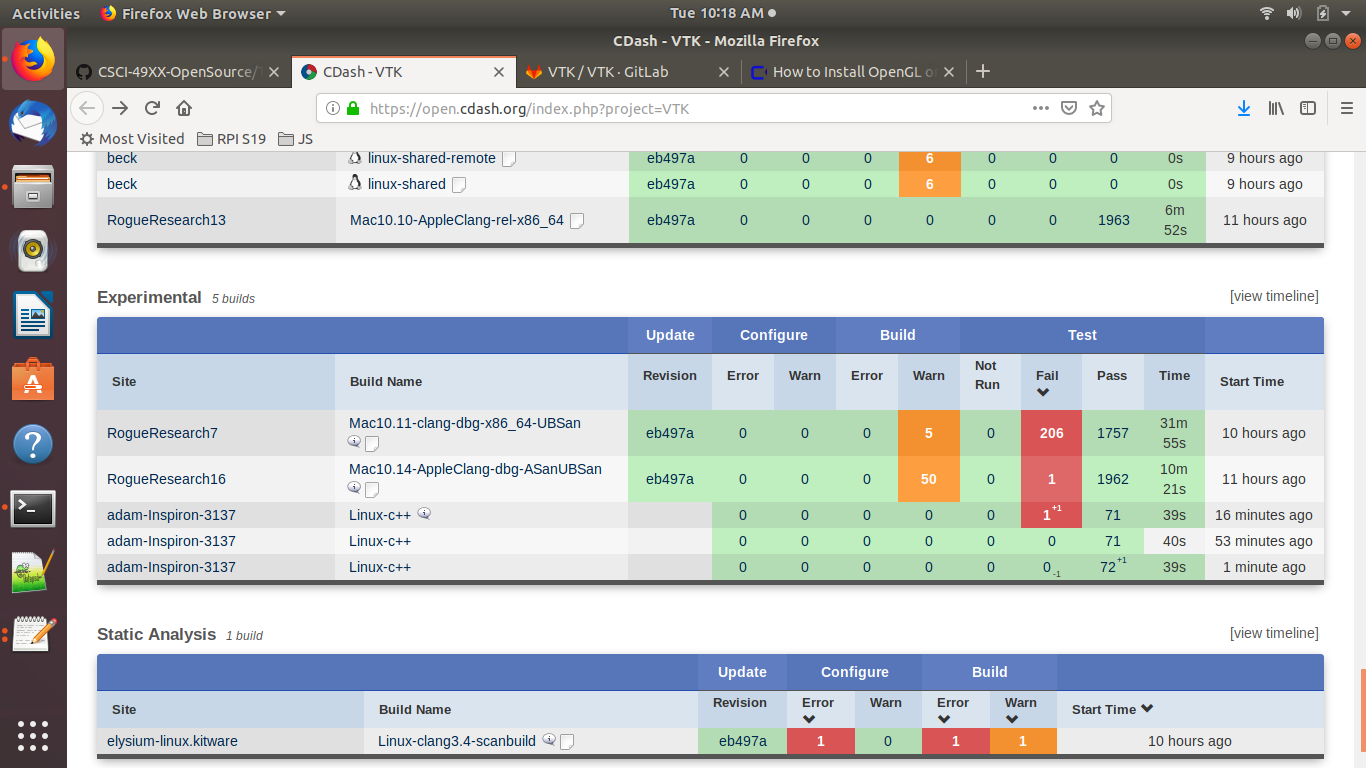 Activities Firefox Web Browser Tue 10:18 AM
CDash - VTK - Mozilla Firefox
CSCI-49XX-OpenSource/ CDash - VTK VTK / VTK · GitLab How to Install OpenGL o
https://open.cdash.org/index.php?project=VTK
Most Visited RPI S19 JS
beck linux-shared-remote eb497a 0 0 0 6 0 0 0 0s 9 hours ago
beck linux-shared eb497a 0 0 0 6 0 0 0 0s 9 hours ago
RogueResearch13 Mac10.10-AppleClang-rel-x86_64 eb497a 0 0 0 0 0 0 1963 6m 52s 11 hours ago
Experimental 5 builds [view timeline]
Update Configure Build Test
Site Build Name Revision Error Warn Error Warn Not Run Fail Pass Time Start Time
RogueResearch7 Mac10.11-clang-dbg-x86_64-UBSan eb497a 0 0 0 5 0 206 1757 31m 55s 10 hours ago
RogueResearch16 Mac10.14-AppleClang-dbg-ASanUBSan eb497a 0 0 0 50 0 1 1962 10m 21s 11 hours ago
adam-Inspiron-3137 Linux-c++ 0 0 0 0 0 1 +1 71 39s 16 minutes ago
adam-Inspiron-3137 Linux-c++ 0 0 0 0 0 0 71 40s 53 minutes ago
adam-Inspiron-3137 Linux-c++ 0 0 0 0 0 0 -1 72 +1 39s 1 minute ago
Static Analysis 1 build [view timeline]
Update Configure Build
Site Build Name Revision Error Warn Error Warn Start Time
elysium-linux.kitware Linux-clang3.4-scanbuild eb497a 1 0 1 1 10 hours ago